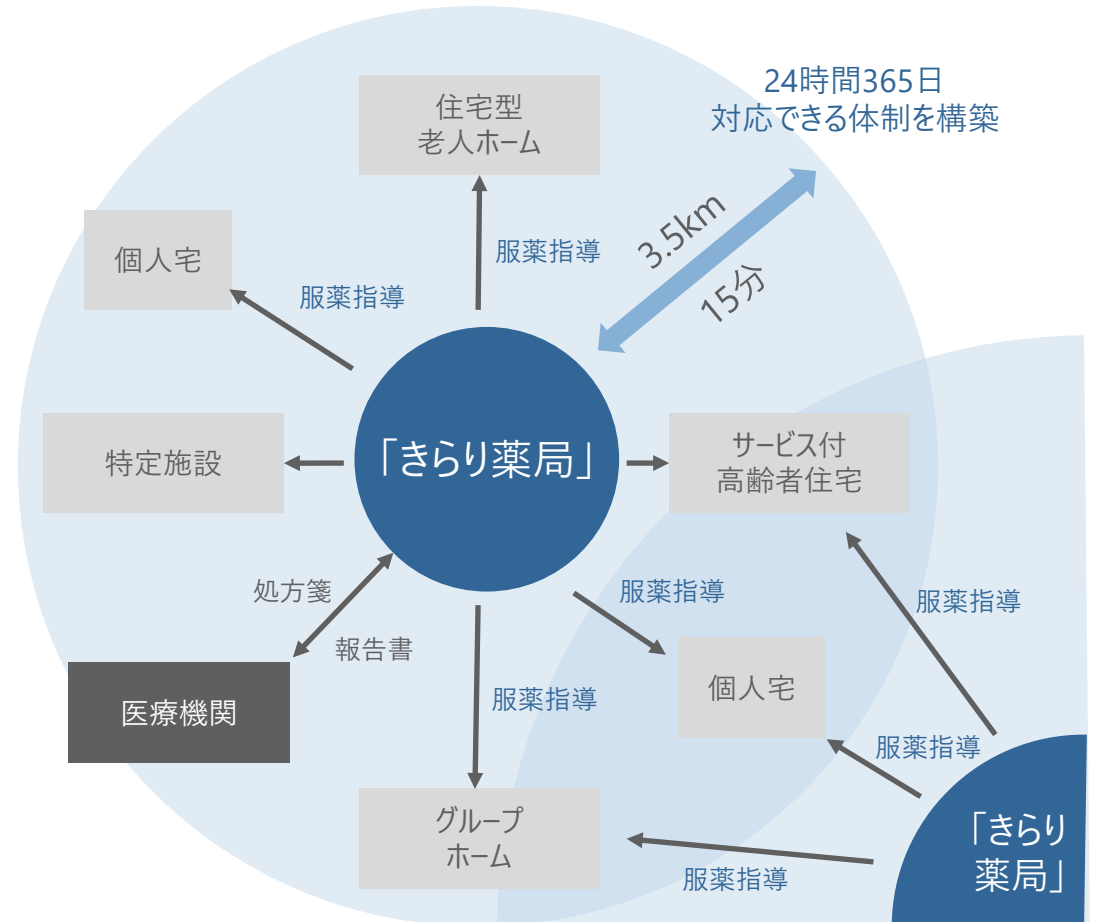 24時間365日
対応できる体制を構築
住宅型
老人ホーム
3.5km
15分
個人宅
服薬指導
服薬指導
特定施設
「きらり薬局」
サービス付
高齢者住宅
処方箋
報告書
服薬指導
服薬指導
医療機関
服薬指導
個人宅
服薬指導
グループ
ホーム
服薬指導
「きらり
薬局」